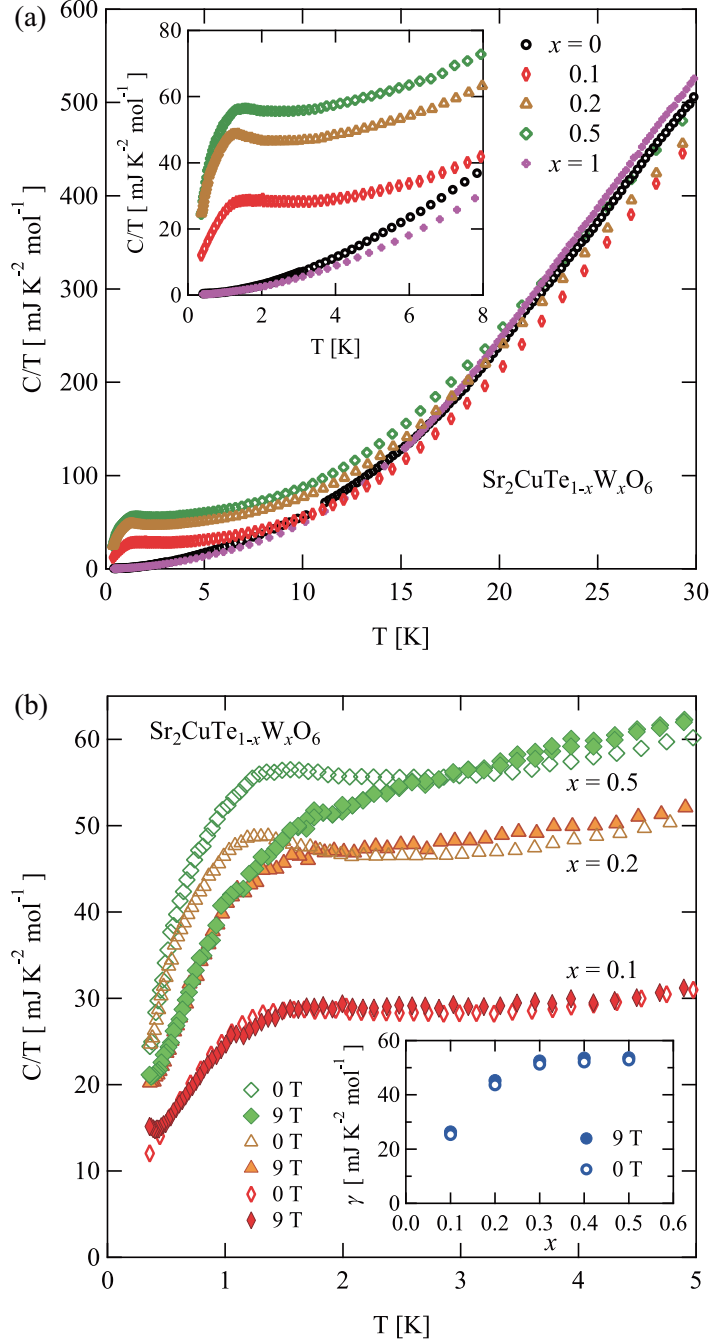 (a)
600
500
400
300
200
100
0
C/T [ mJ K⁻² mol⁻¹ ]
0
5
10
15
20
25
30
T [K]
80
60
40
20
0
C/T [ mJ K⁻² mol⁻¹ ]
0
2
4
6
8
T [K]
x = 0
0.1
0.2
0.5
x = 1
Sr₂CuTe₁₋ₓWₓO₆
(b)
Sr₂CuTe₁₋ₓWₓO₆
60
50
40
30
20
10
0
C/T [ mJ K⁻² mol⁻¹ ]
x = 0.5
x = 0.2
x = 0.1
0 T
9 T
0 T
9 T
0 T
9 T
60
40
20
0
γ [ mJ K⁻² mol⁻¹ ]
9 T
0 T
0.0
0.1
0.2
0.3
0.4
0.5
0.6
x
0
1
2
3
4
5
T [K]